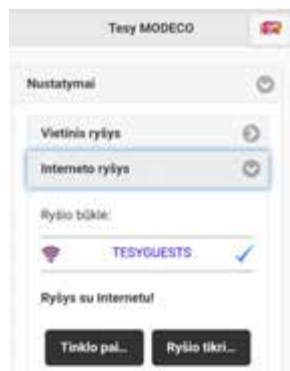 Tesy MODECO
Nustatymai
Vietinis ryšys
Interneto ryšys
Ryšio būklė:
TESYGUESTS
Ryšys su Internetu!
Tinklo pai...
Ryšio tikri...